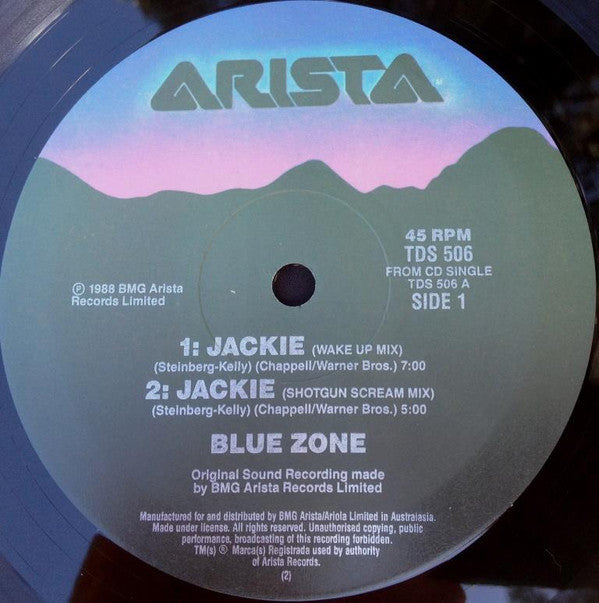 ARISTA
45 RPM
TDS 506
FROM CD SINGLE
TDS 506 A
SIDE 1
℗ 1988 BMG Arista
Records Limited
1: JACKIE (WAKE UP MIX)
(Steinberg-Kelly) (Chappell/Warner Bros.) 7:00
2: JACKIE (SHOTGUN SCREAM MIX)
(Steinberg-Kelly) (Chappell/Warner Bros.) 5:00
BLUE ZONE
Original Sound Recording made
by BMG Arista Records Limited
Manufactured for and distributed by BMG Arista/Ariola Limited in Australasia.
Made under license. All rights reserved. Unauthorised copying, public
performance, broadcasting of this recording forbidden.
TM(s) ® Marca(s) Registrada used by authority
of Arista Records.
(2)